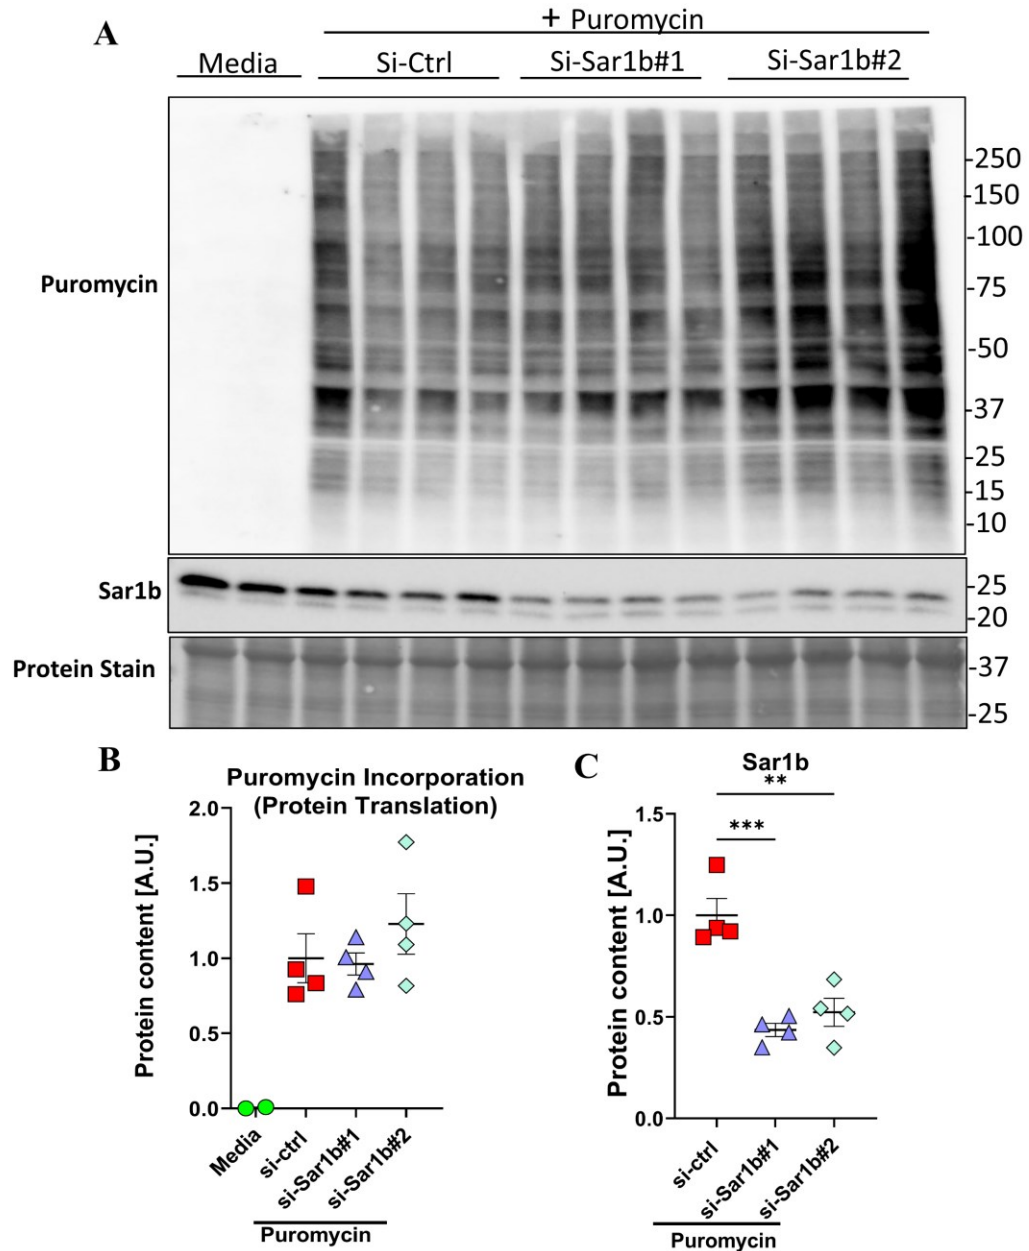 A
+ Puromycin
Media Si-Ctrl Si-Sar1b#1 Si-Sar1b#2
Puromycin
-250
-150
-100
-75
-50
-37
-25
-15
-10
Sar1b
-25
-20
Protein Stain
-37
-25
B
Puromycin Incorporation
(Protein Translation)
Protein content [A.U.]
2.0
1.5
1.0
0.5
0.0
Media
si-ctrl
si-Sar1b#1
si-Sar1b#2
Puromycin
C
Sar1b
**
***
Protein content [A.U.]
1.5
1.0
0.5
0.0
si-ctrl
si-Sar1b#1
si-Sar1b#2
Puromycin